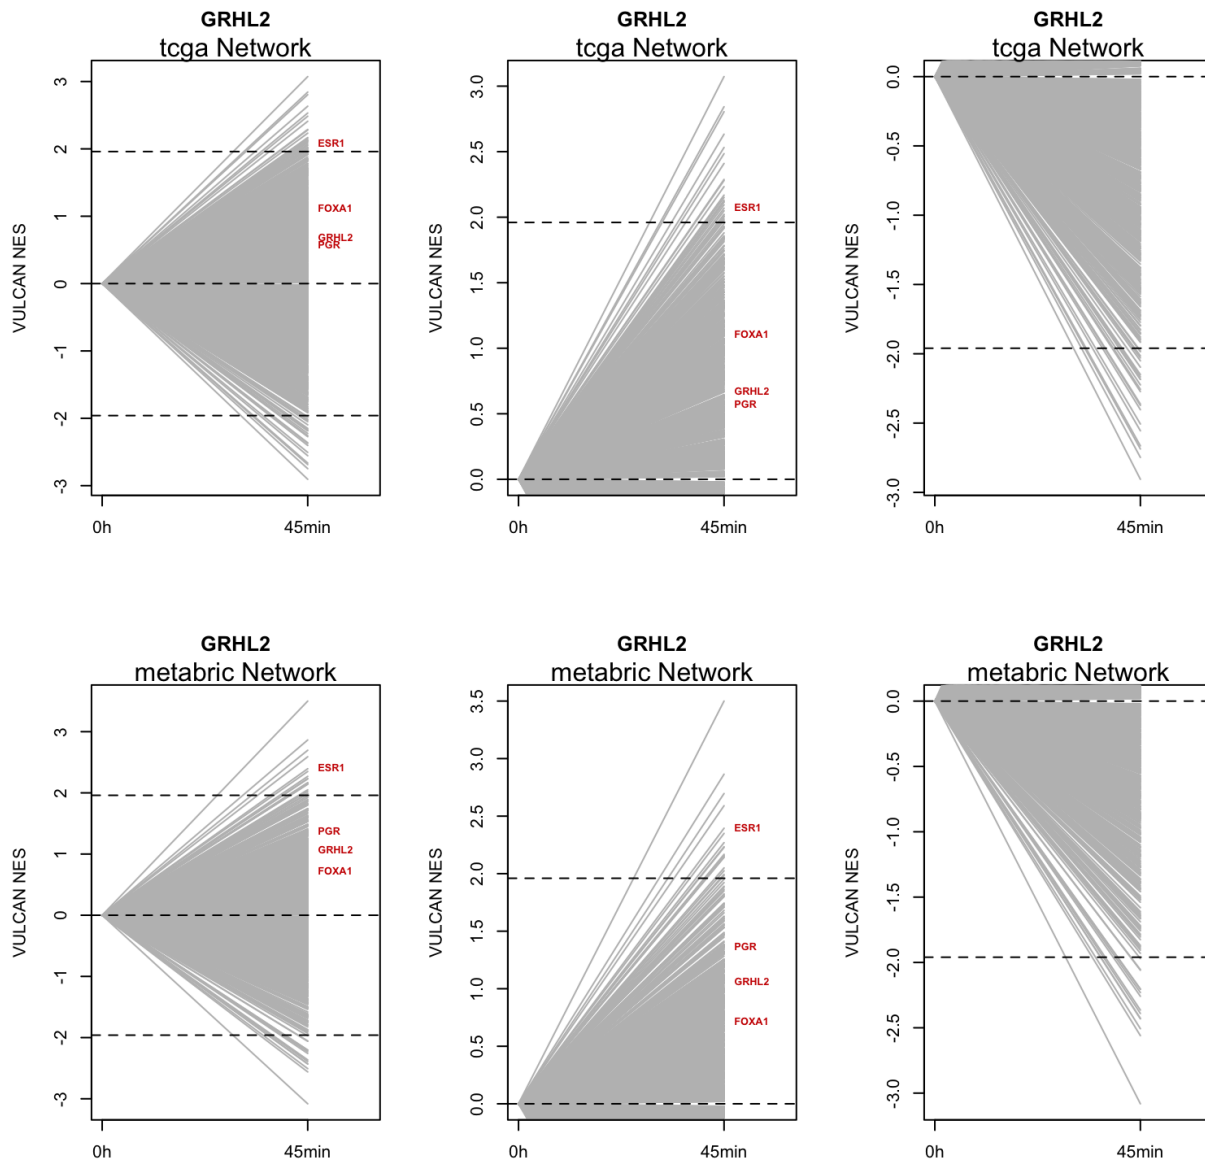 GRHL2
tcga Network
VULCAN NES
3
2
1
0
-1
-2
-3
ESR1
FOXA1
GRHL2
PGR
0h
45min
GRHL2
tcga Network
VULCAN NES
3.0
2.5
2.0
1.5
1.0
0.5
0.0
ESR1
FOXA1
GRHL2
PGR
0h
45min
GRHL2
tcga Network
VULCAN NES
0.0
-0.5
-1.0
-1.5
-2.0
-2.5
-3.0
0h
45min
GRHL2
metabric Network
VULCAN NES
3
2
1
0
-1
-2
-3
ESR1
PGR
GRHL2
FOXA1
0h
45min
GRHL2
metabric Network
VULCAN NES
3.5
3.0
2.5
2.0
1.5
1.0
0.5
0.0
ESR1
PGR
GRHL2
FOXA1
0h
45min
GRHL2
metabric Network
VULCAN NES
0.0
-0.5
-1.0
-1.5
-2.0
-2.5
-3.0
0h
45min